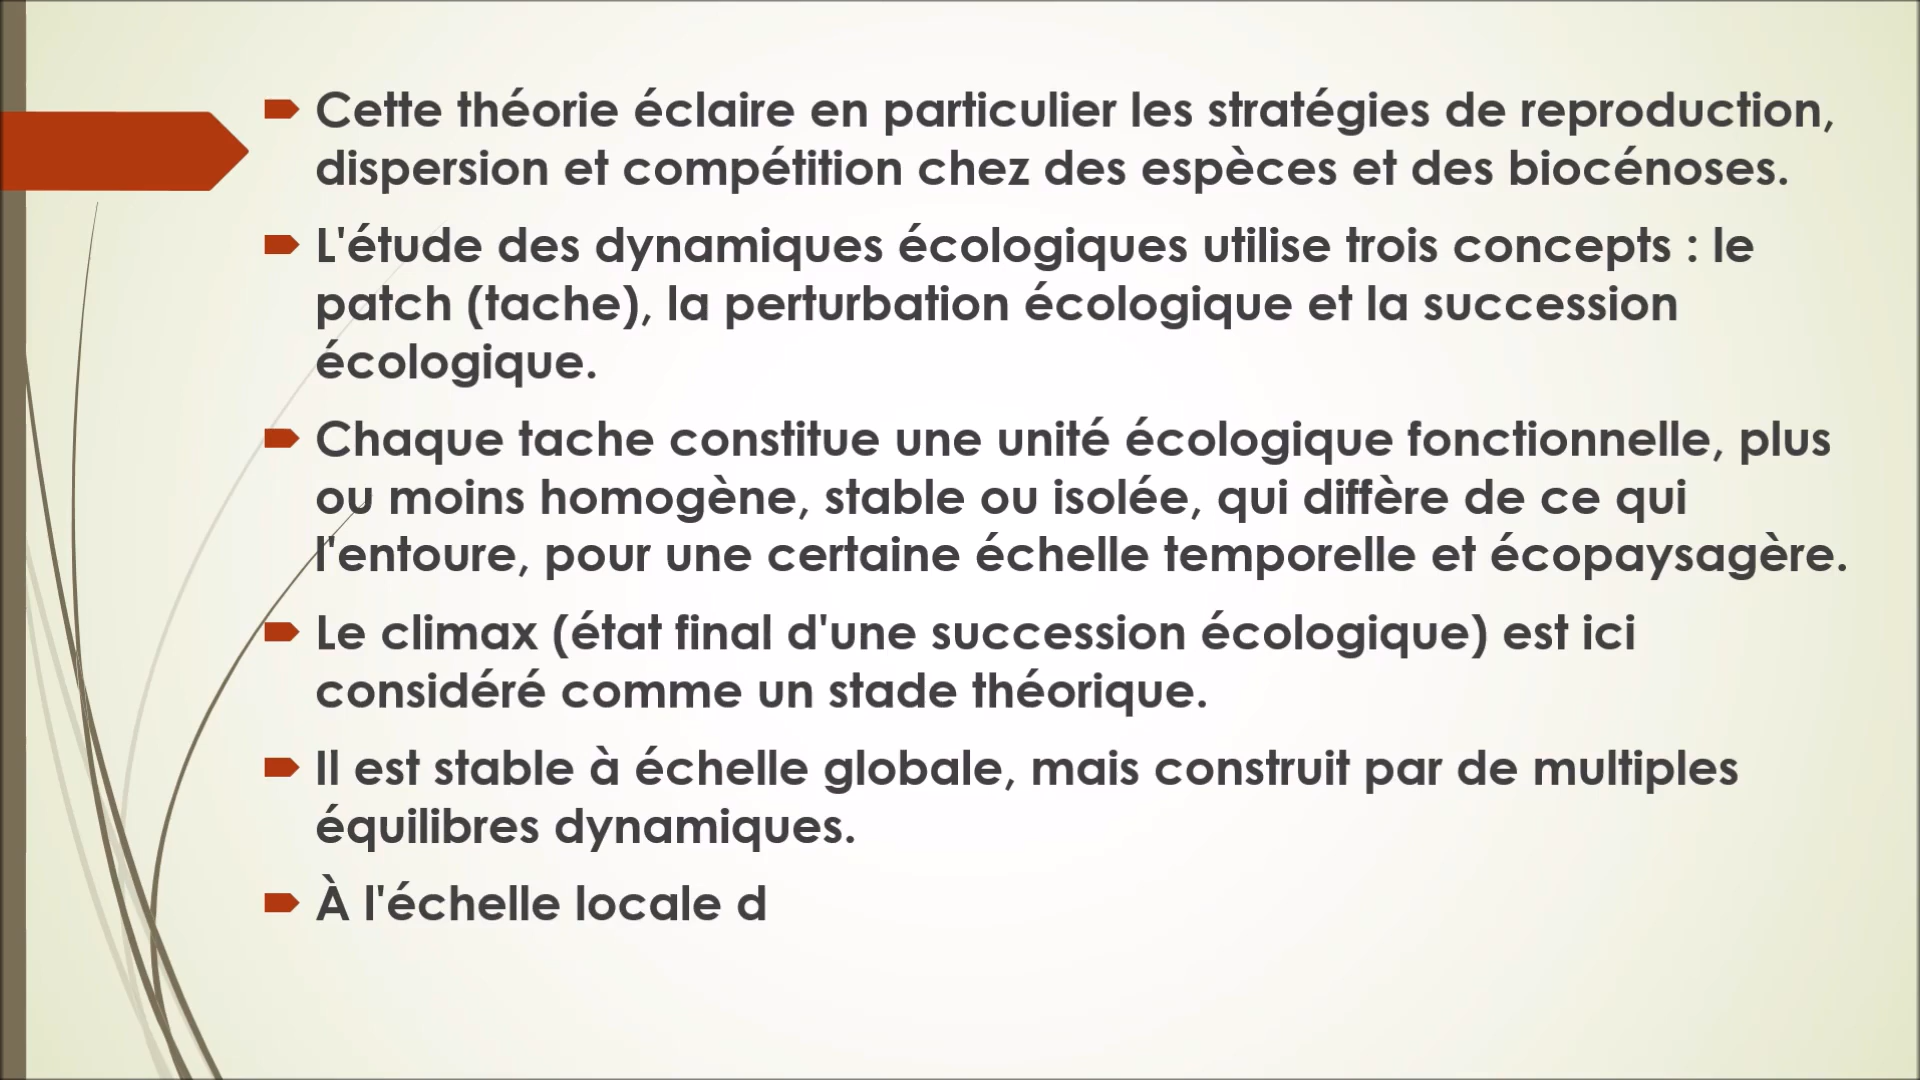 Cette théorie éclaire en particulier les stratégies de reproduction,
dispersion et compétition chez des espèces et des biocénoses.
L'étude des dynamiques écologiques utilise trois concepts : le
patch (tache), la perturbation écologique et la succession
écologique.
Chaque tache constitue une unité écologique fonctionnelle, plus
ou moins homogène, stable ou isolée, qui diffère de ce qui
l'entoure, pour une certaine échelle temporelle et écopaysagère.
Le climax (état final d'une succession écologique) est ici
considéré comme un stade théorique.
Il est stable à échelle globale, mais construit par de multiples
équilibres dynamiques.
À l'échelle locale d